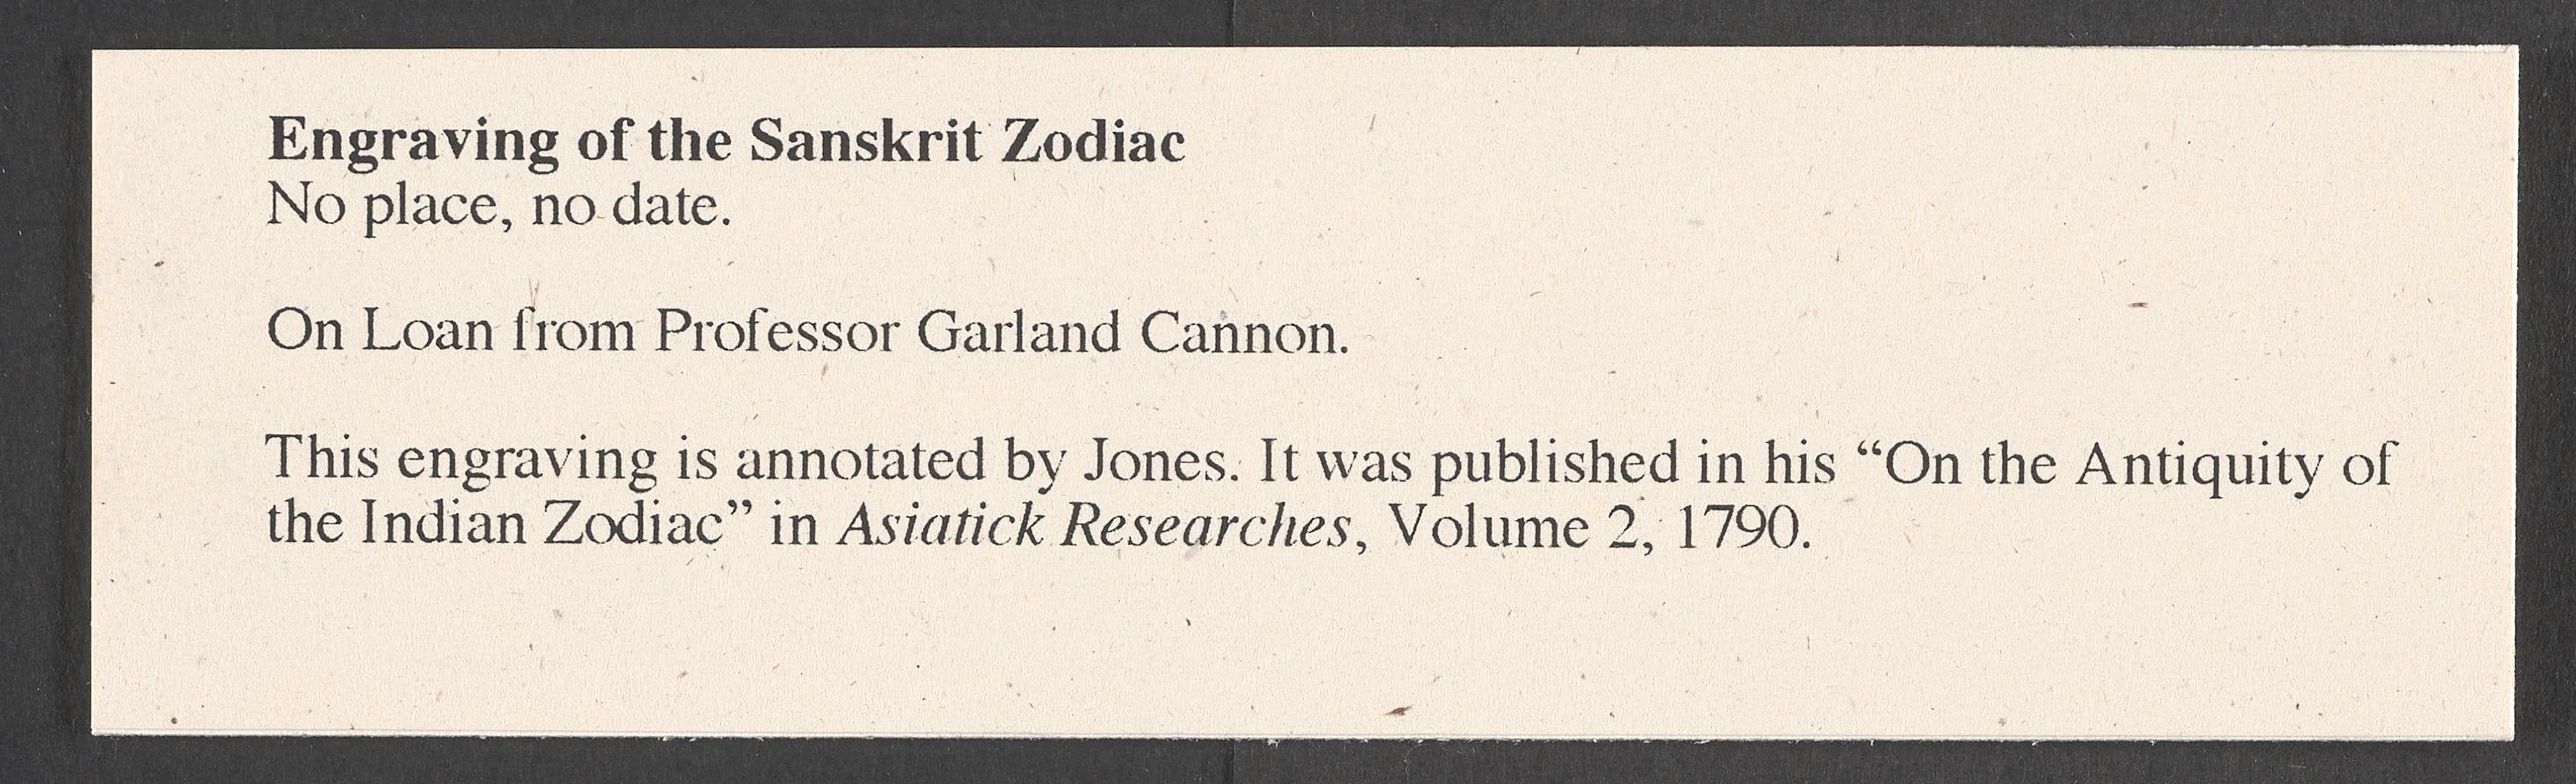 Engraving of the Sanskrit Zodiac
No place, no date.
On Loan from Professor Garland Cannon.
This engraving is annotated by Jones. It was published in his “On the Antiquity of
the Indian Zodiac” in Asiatick Researches, Volume 2, 1790.